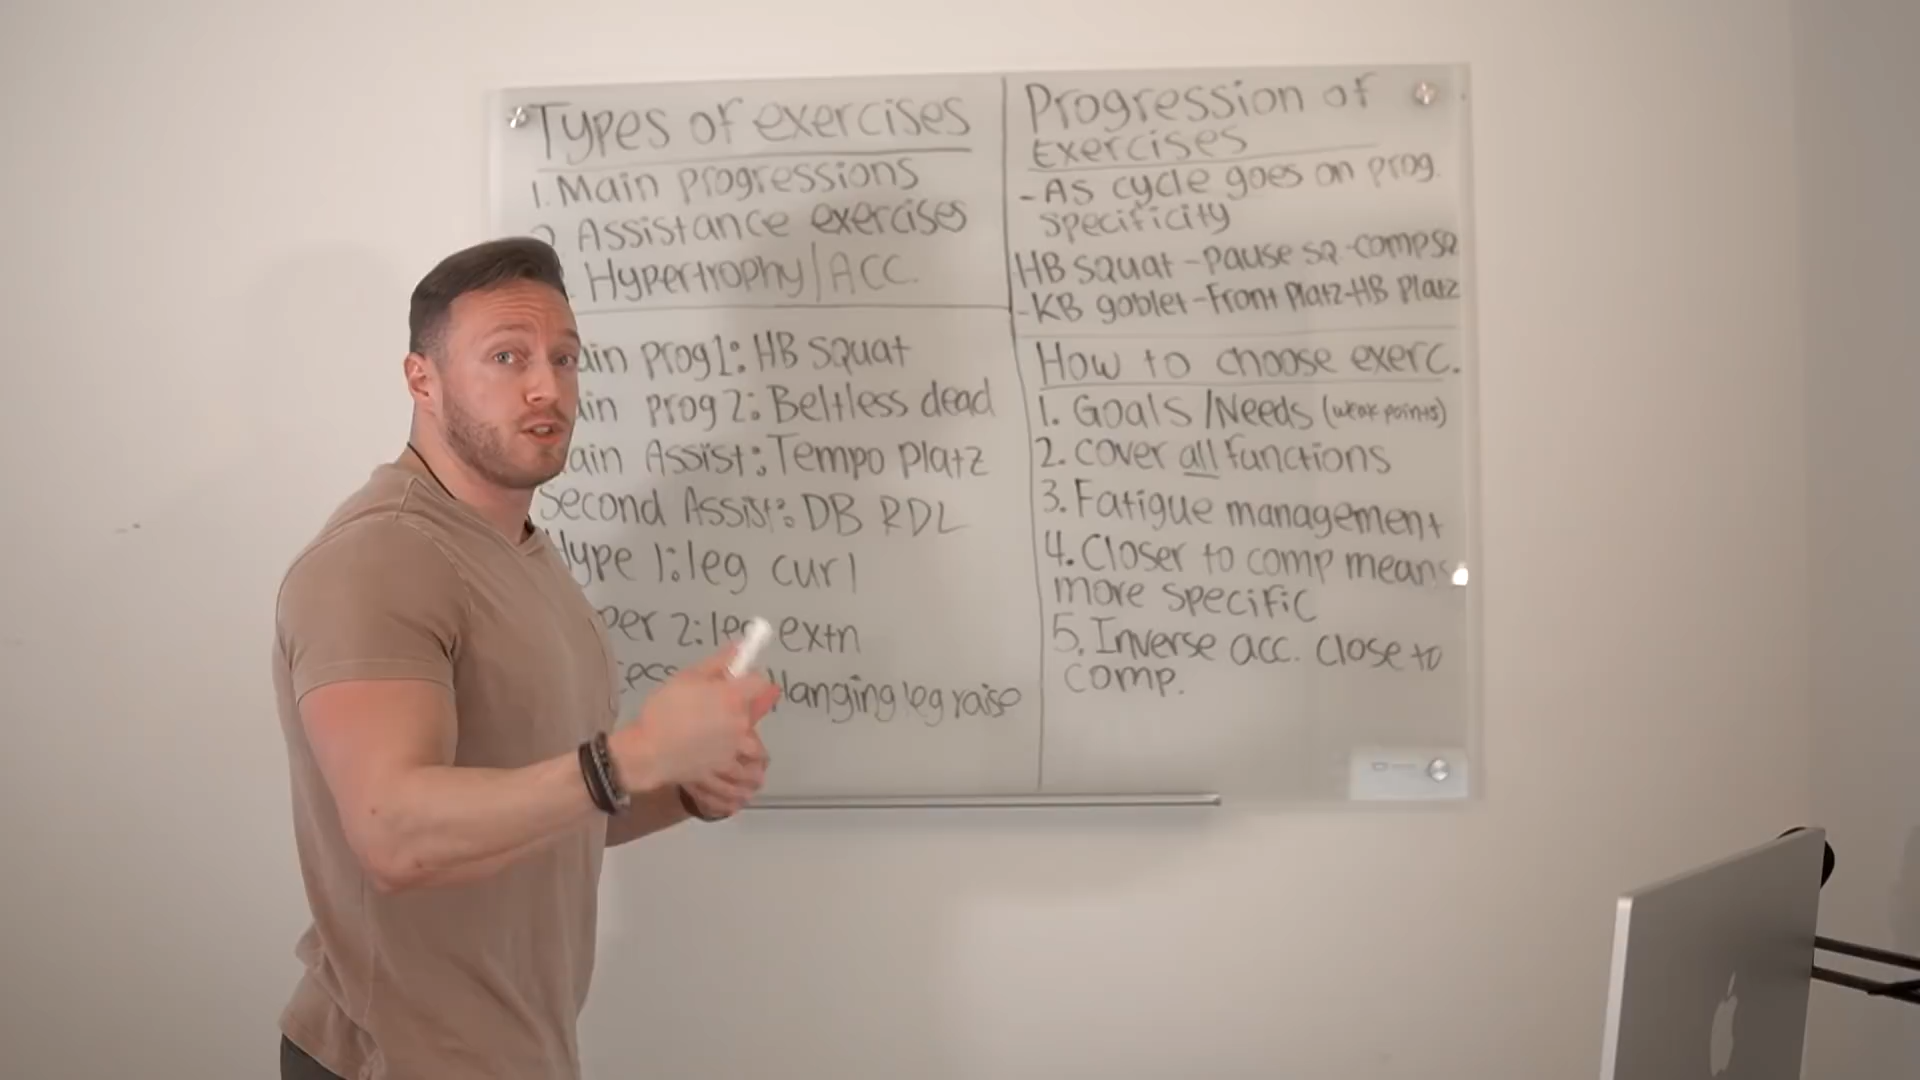 Types of exercises
1. Main progressions
Assistance exercises
Hypertrophy/ACC.
ain prog1: HB squat
ain prog 2: Beltless dead
ain Assist: Tempo Platz
Second Assist: DB RDL
Hype 1: leg curl
per 2: leg extn
cess Hanging leg raise
Progression of
Exercises
- As cycle goes on prog.
specificity
HB squat - pause sq - comp sq
- KB goblet - Front Platz - HB Platz
How to choose exerc.
1. Goals/Needs (weak points)
2. cover all functions
3. Fatigue management
4. Closer to comp means
more specific
5. Inverse acc. close to
comp.